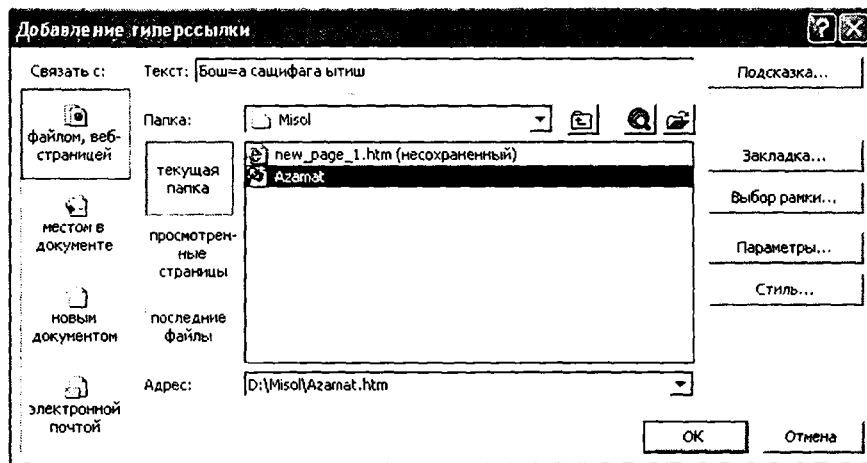 Добавление гиперссылки
Связать с:
Текст: Бош=а сащифага ытиш
Подсказка...
файлом, веб-
страницей
Папка: Misol
текущая
папка
new_page_1.htm (несохраненный)
Azamat
Закладка...
Выбор рамки...
местом в
документе
просмотрен-
ные
страницы
Параметры...
Стиль...
новым
документом
последние
файлы
Адрес: D:\Misol\Azamat.htm
электронной
почтой
OK
Отмена